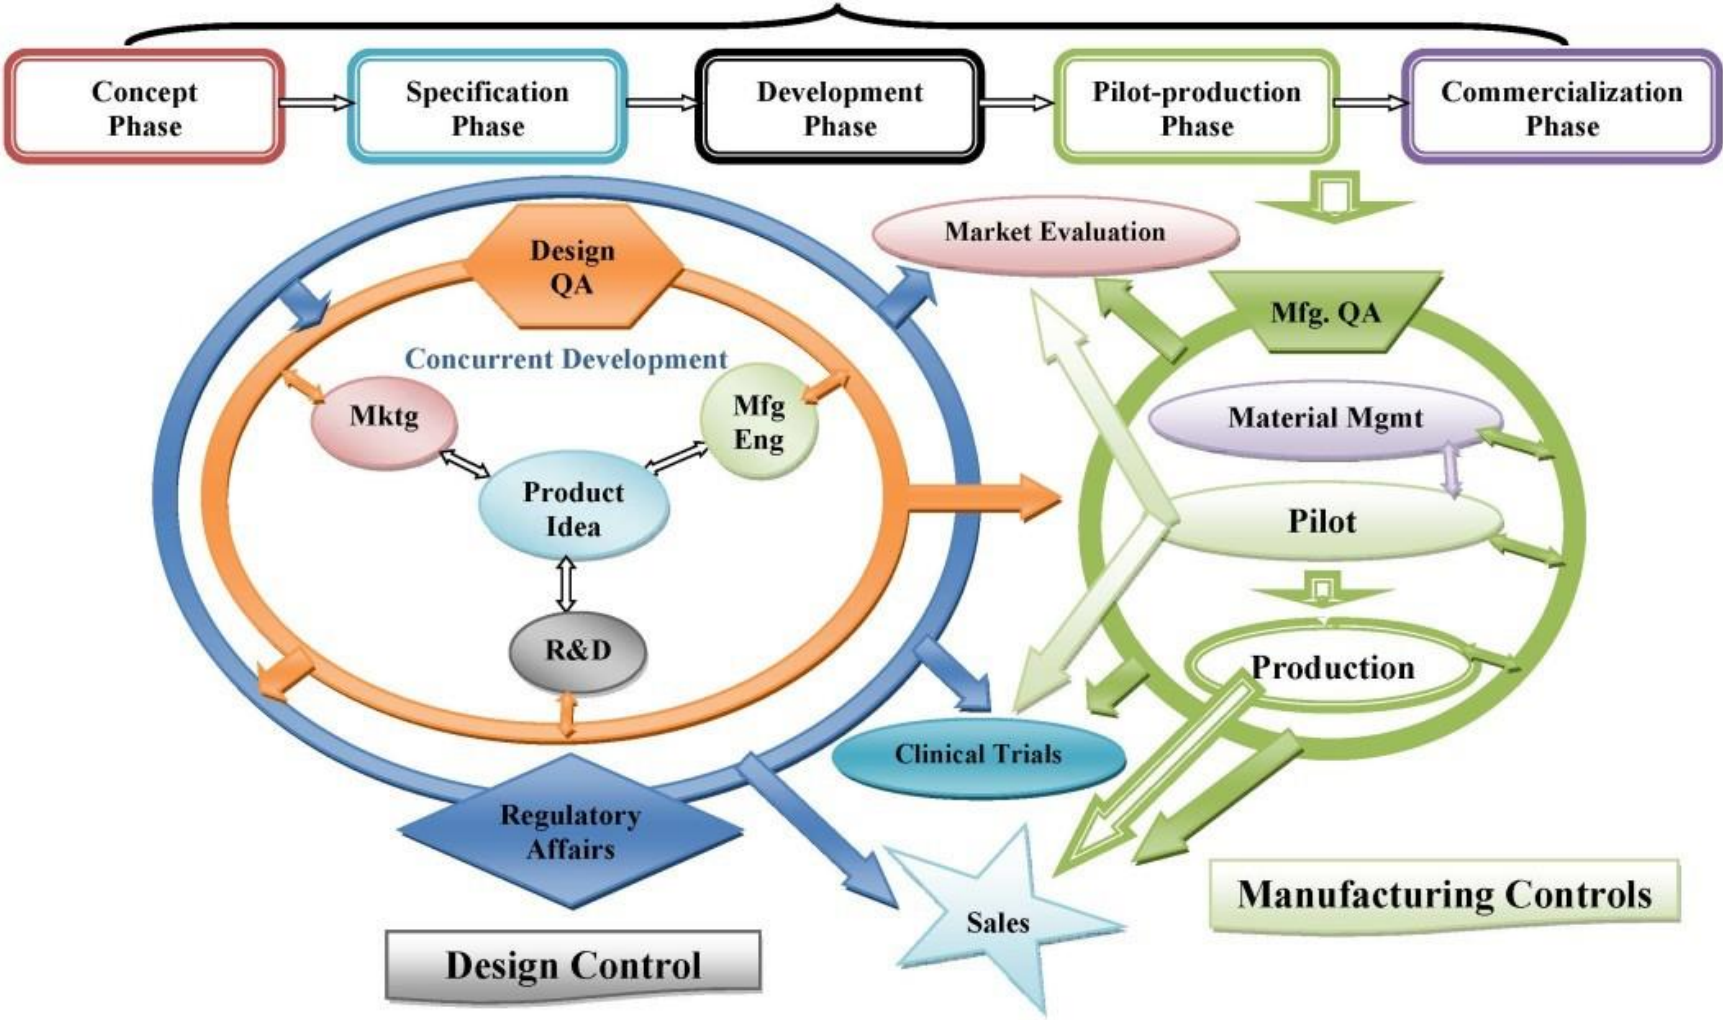 Concept
Phase
Specification
Phase
Development
Phase
Pilot-production
Phase
Commercialization
Phase
Design
QA
Concurrent Development
Mktg
Mfg
Eng
Product
Idea
R&D
Regulatory
Affairs
Design Control
Market Evaluation
Clinical Trials
Sales
Mfg. QA
Material Mgmt
Pilot
Production
Manufacturing Controls